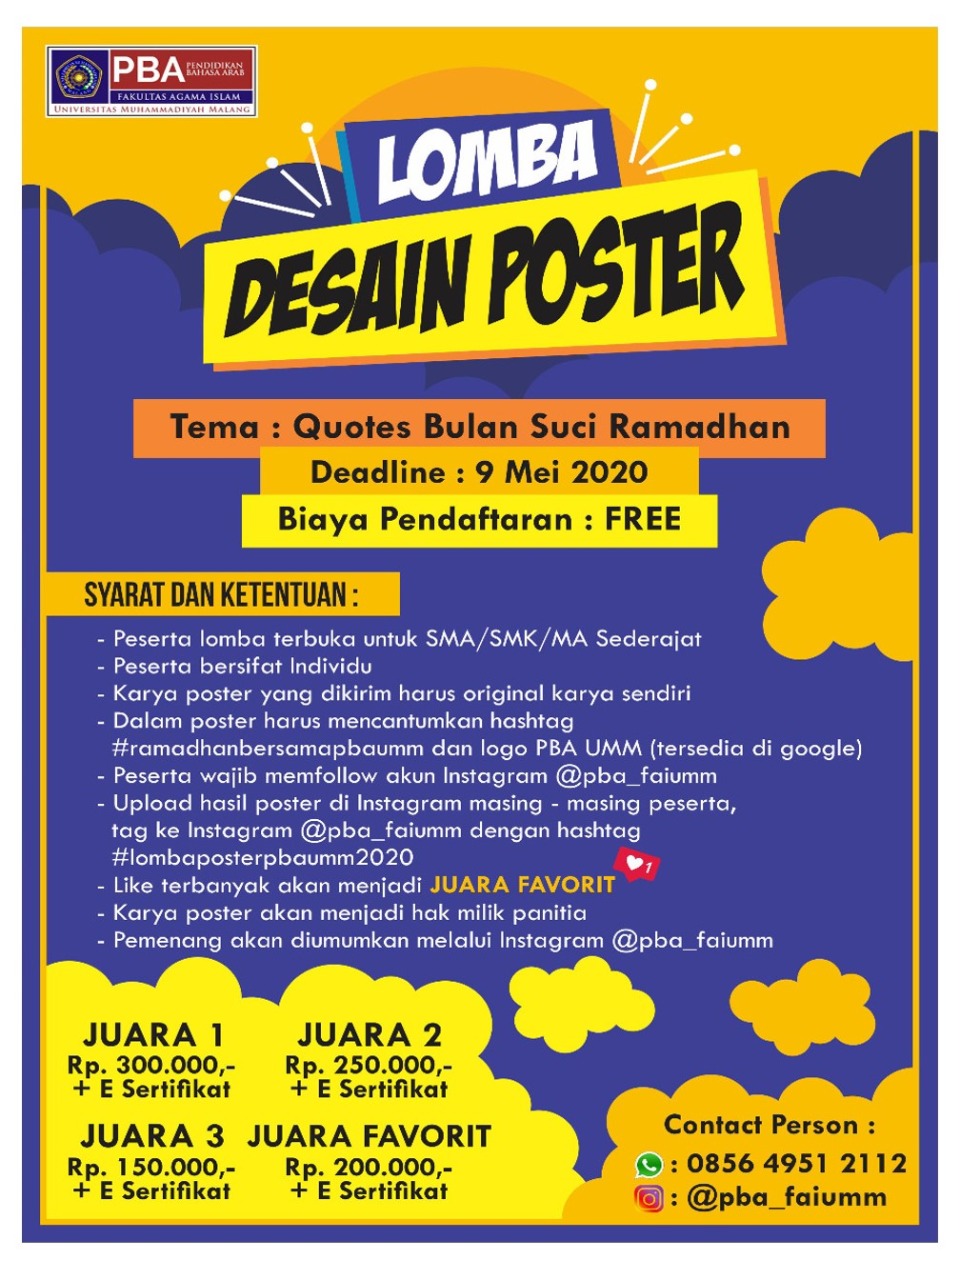 PBA PENDIDIKAN
BAHASA ARAB
FAKULTAS AGAMA ISLAM
UNIVERSITAS MUHAMMADIYAH MALANG
LOMBA
DESAIN POSTER
Tema : Quotes Bulan Suci Ramadhan
Deadline : 9 Mei 2020
Biaya Pendaftaran : FREE
SYARAT DAN KETENTUAN :
- Peserta lomba terbuka untuk SMA/SMK/MA Sederajat
- Peserta bersifat Individu
- Karya poster yang dikirim harus original karya sendiri
- Dalam poster harus mencantumkan hashtag
#ramadhanbersamapbaumm dan logo PBA UMM (tersedia di google)
- Peserta wajib memfollow akun Instagram @pba_faiumm
- Upload hasil poster di Instagram masing - masing peserta,
tag ke Instagram @pba_faiumm dengan hashtag
#lombaposterpbaumm2020
- Like terbanyak akan menjadi JUARA FAVORIT 1
- Karya poster akan menjadi hak milik panitia
- Pemenang akan diumumkan melalui Instagram @pba_faiumm
JUARA 1
Rp. 300.000,-
+ E Sertifikat
JUARA 2
Rp. 250.000,-
+ E Sertifikat
JUARA 3
Rp. 150.000,-
+ E Sertifikat
JUARA FAVORIT
Rp. 200.000,-
+ E Sertifikat
Contact Person :
: 0856 4951 2112
: @pba_faiumm